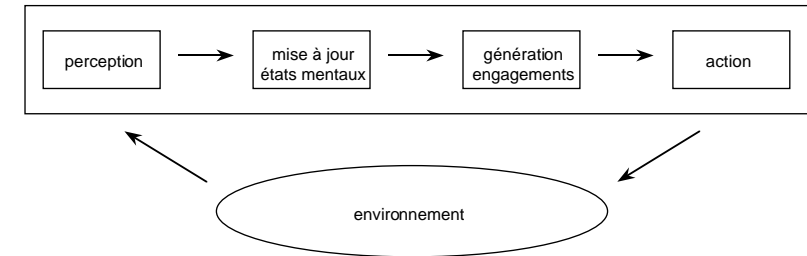 perception
mise à jour
états mentaux
génération
engagements
action
environnement